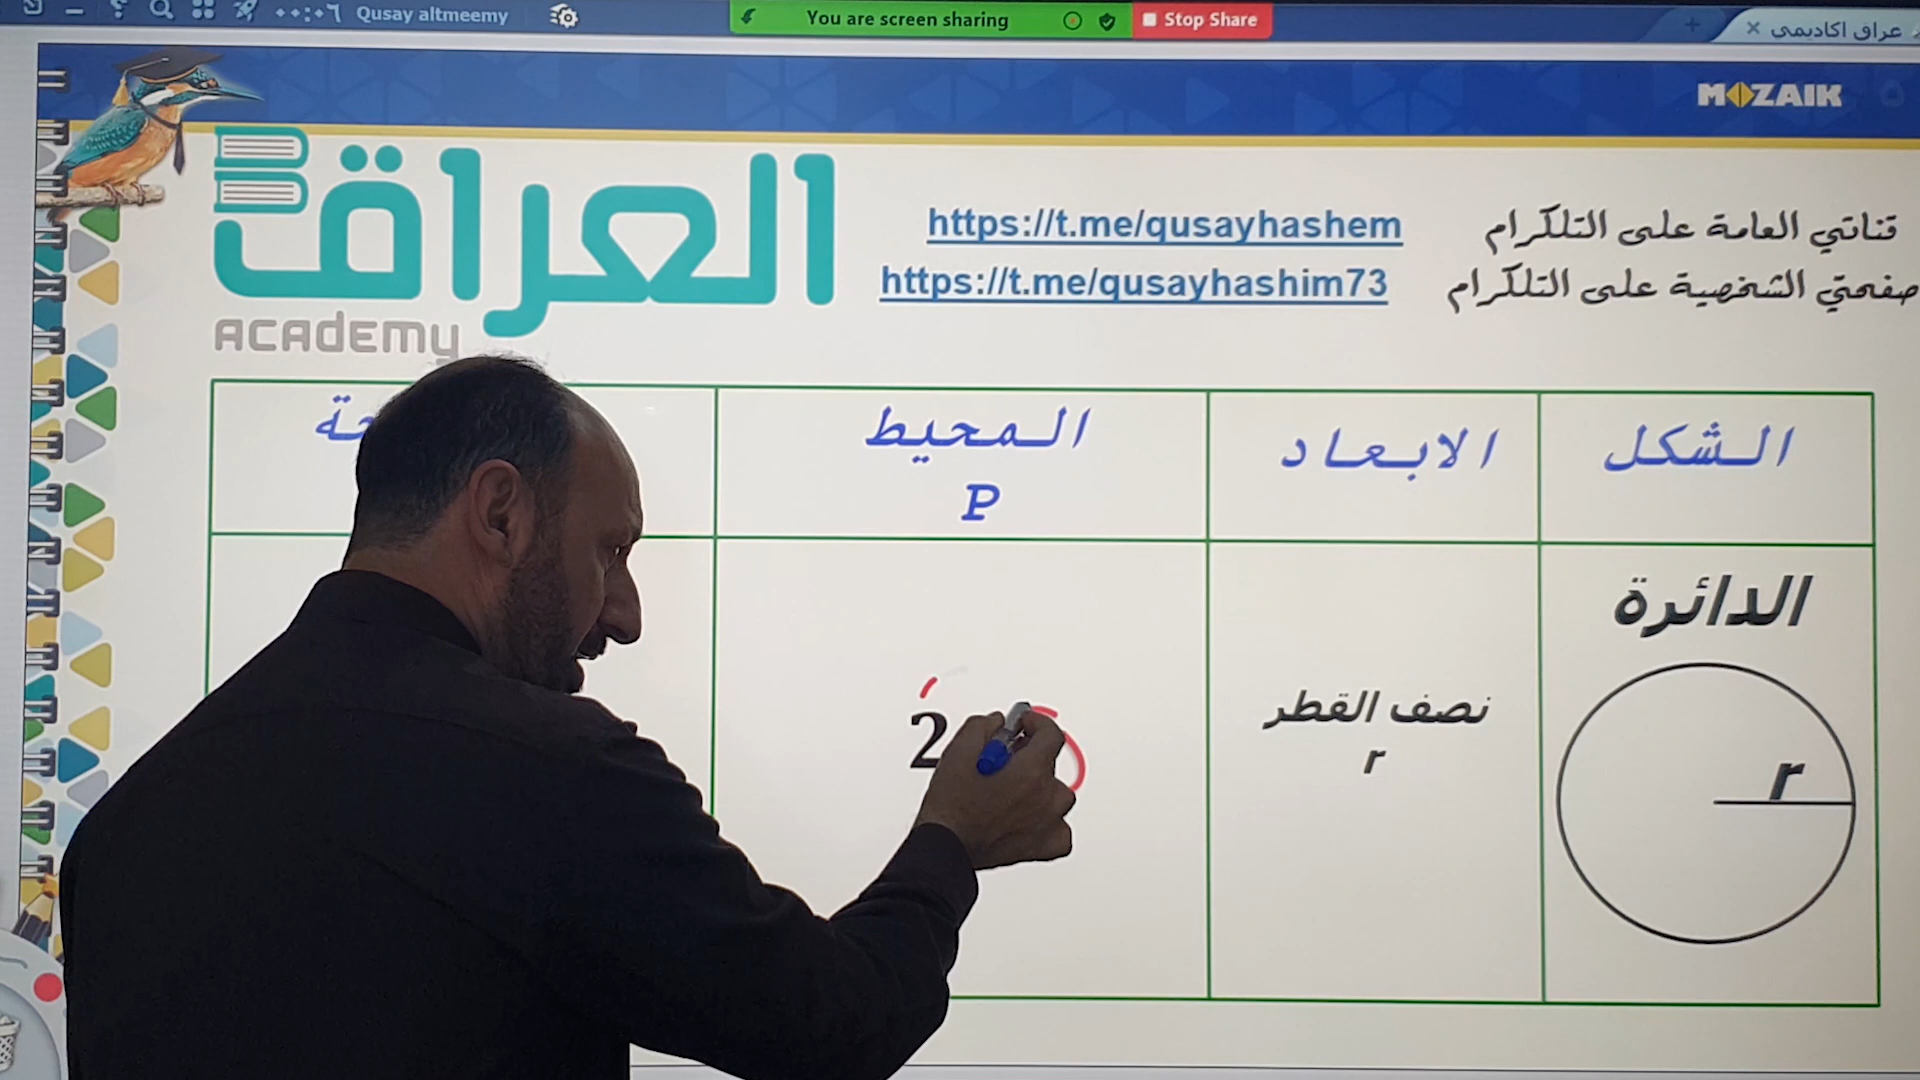 Qusay altmeemy
You are screen sharing
Stop Share
عراق اكاديمي
MOZAIK
العراق
ACADEMY
قناتي العامة على التلكرام https://t.me/qusayhashem
صفحتي الشخصية على التلكرام https://t.me/qusayhashim73
الشكل
الابعاد
المحيط
P
الدائرة
r
نصف القطر
r
2